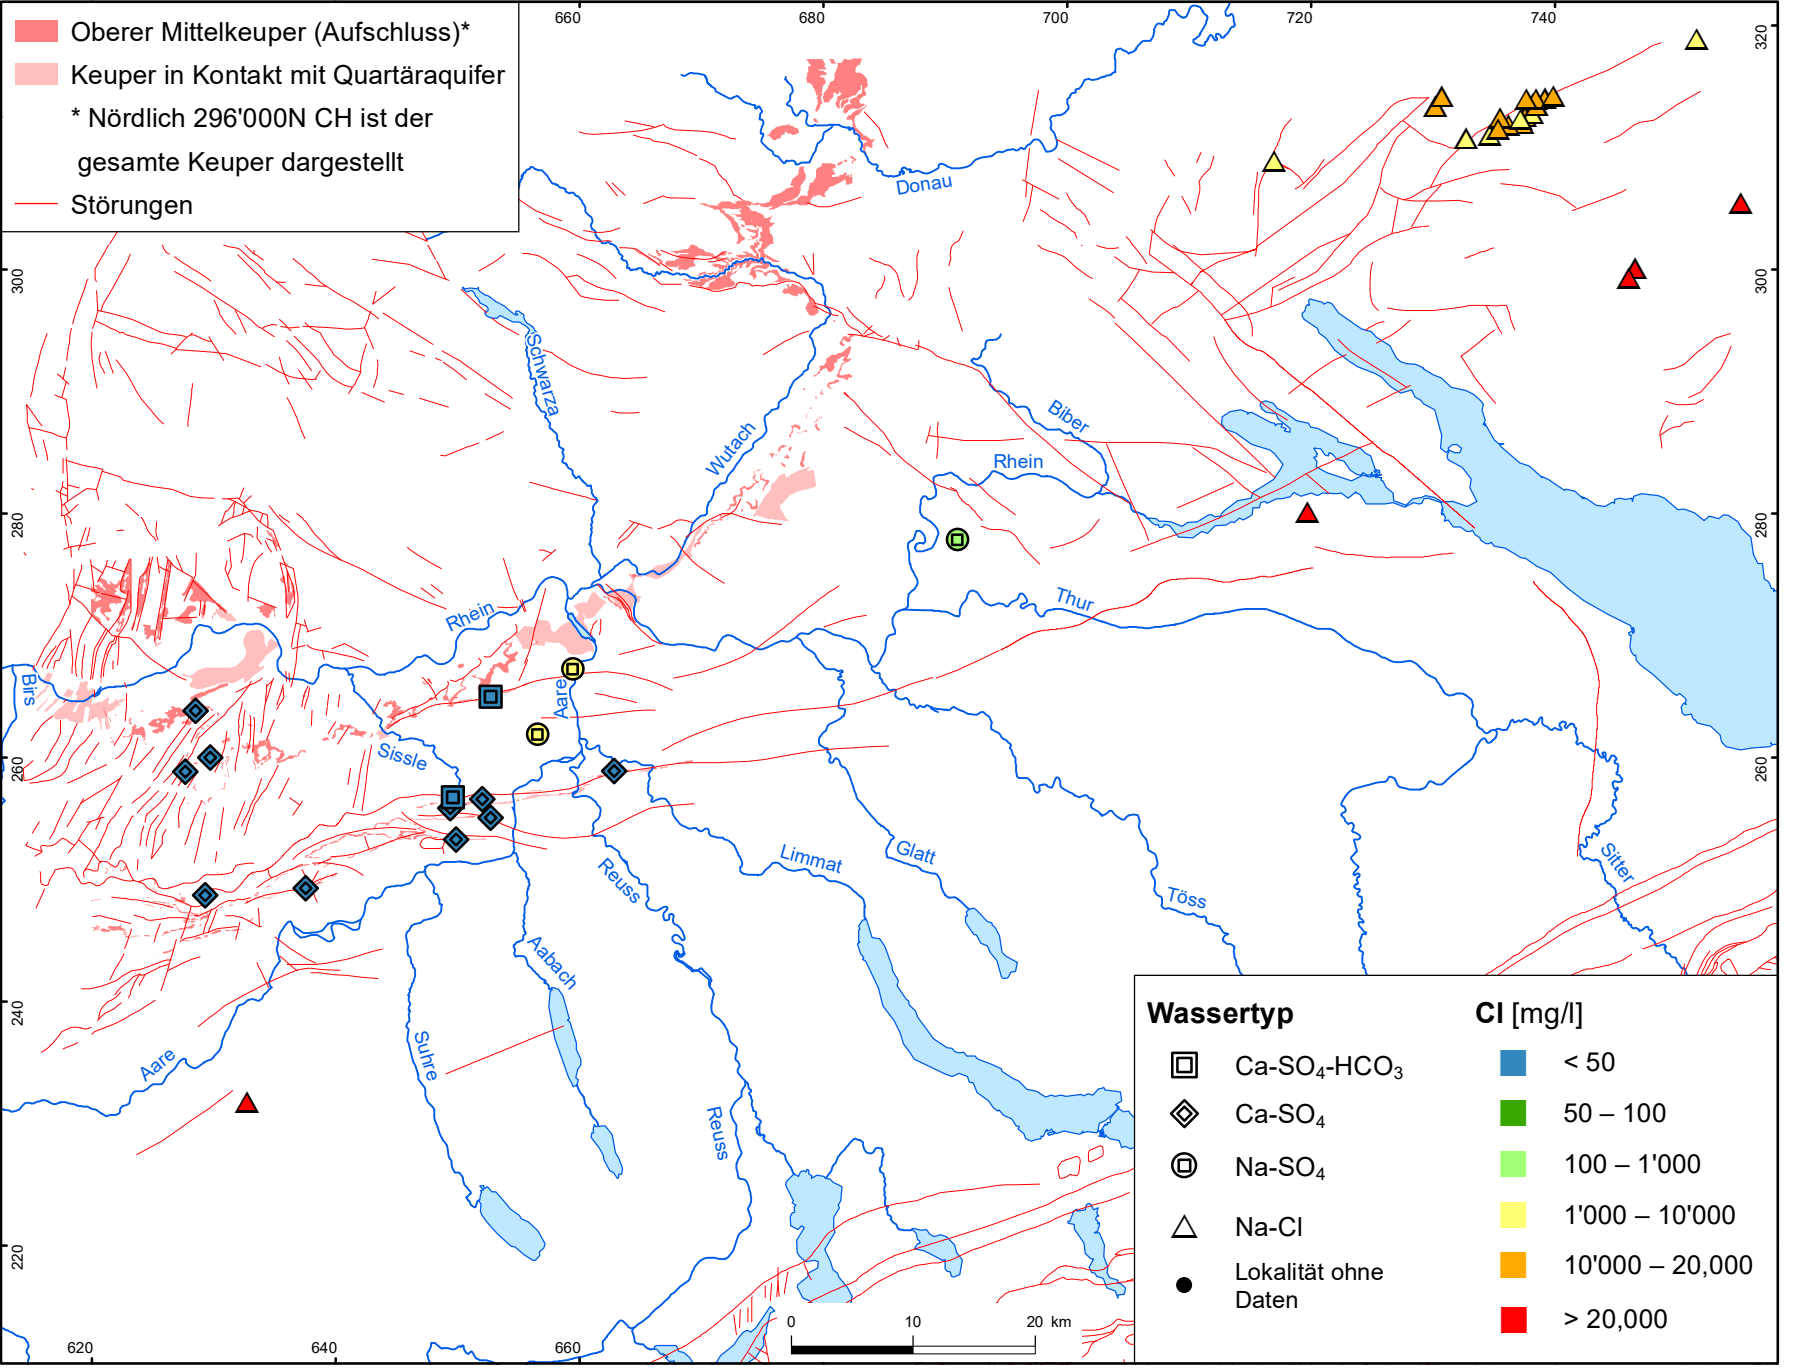 660
680
700
720
740
320
300
280
260
Oberer Mittelkeuper (Aufschluss)*
Keuper in Kontakt mit Quartäraquifer
* Nördlich 296'000N CH ist der
gesamte Keuper dargestellt
Störungen
300
280
260
240
220
620
640
660
Donau
Schwarza
Wutach
Biber
Rhein
Rhein
Thur
Birs
Aare
Sissle
Reuss
Limmat
Glatt
Töss
Sitter
Aabach
Suhre
Aare
Reuss
Wassertyp
Ca-SO4-HCO3
Ca-SO4
Na-SO4
Na-Cl
Lokalität ohne
Daten
Cl [mg/l]
< 50
50 – 100
100 – 1'000
1'000 – 10'000
10'000 – 20,000
> 20,000
0 10 20 km